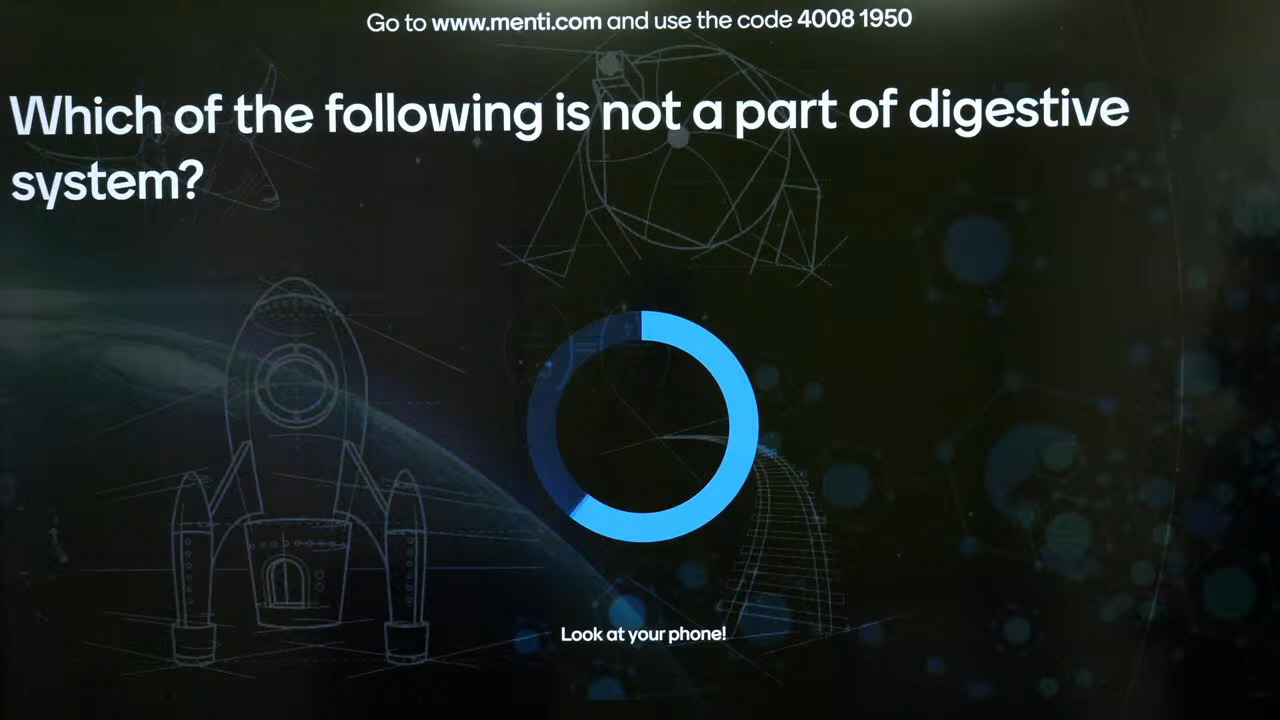 Go to www.menti.com and use the code 4008 1950
Which of the following is not a part of digestive
system?
Look at your phone!